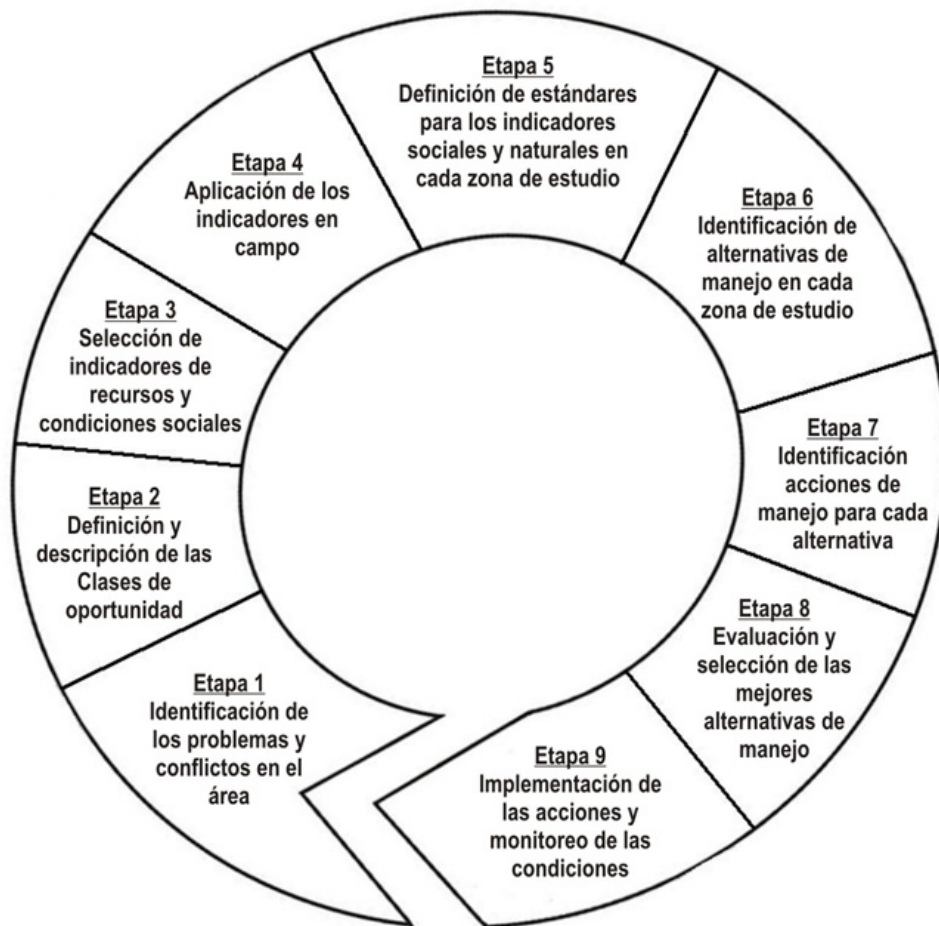 Etapa 1
Identificación de
los problemas y
conflictos en el
área
Etapa 2
Definición y
descripción de las
Clases de
oportunidad
Etapa 3
Selección de
indicadores de
recursos y
condiciones sociales
Etapa 4
Aplicación de los
indicadores en
campo
Etapa 5
Definición de estándares
para los indicadores
sociales y naturales en
cada zona de estudio
Etapa 6
Identificación de
alternativas de
manejo en cada
zona de estudio
Etapa 7
Identificación
acciones de
manejo para cada
alternativa
Etapa 8
Evaluación y
selección de las
mejores
alternativas de
manejo
Etapa 9
Implementación de
las acciones y
monitoreo de las
condiciones